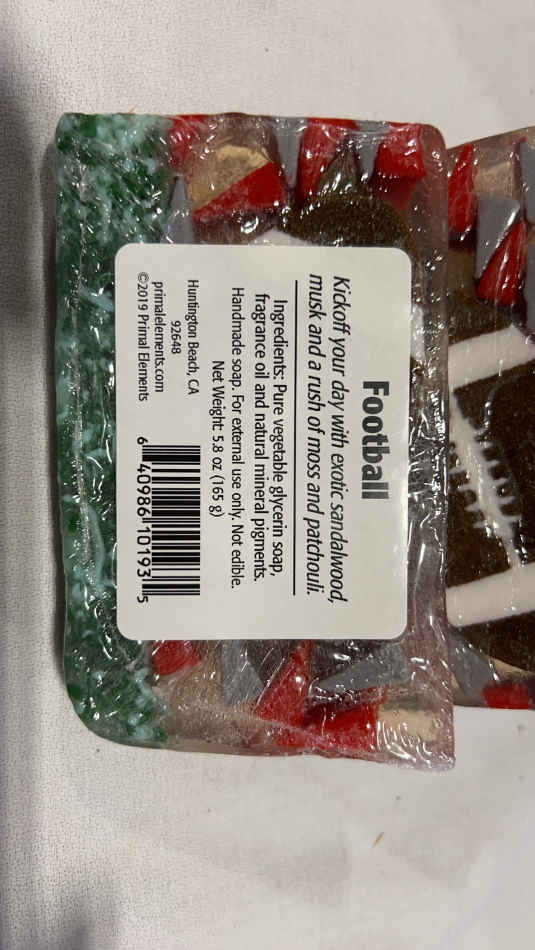 Football
Kickoff your day with exotic sandalwood,
musk and a rush of moss and patchouli.
Ingredients: Pure vegetable glycerin soap,
fragrance oil and natural mineral pigments.
Handmade soap. For external use only. Not edible.
Net Weight: 5.8 oz (165 g)
Huntington Beach, CA
92648
primalelements.com
©2019 Primal Elements
6 40986 10193 5